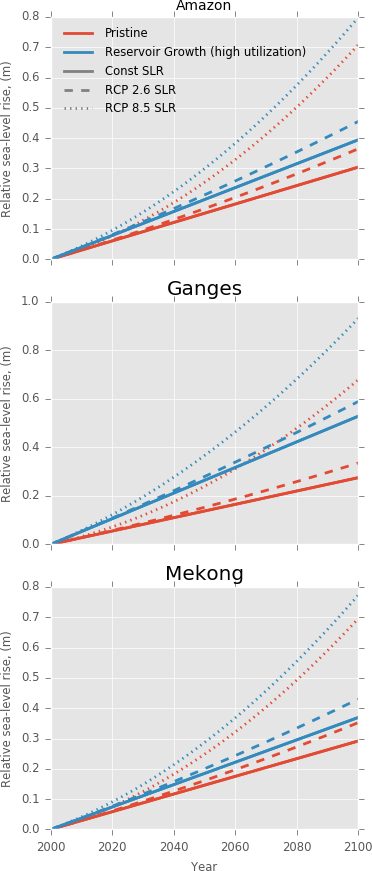 Amazon
0.8
0.7
0.6
0.5
0.4
0.3
0.2
0.1
0.0
Relative sea-level rise, (m)
Pristine
Reservoir Growth (high utilization)
Const SLR
RCP 2.6 SLR
RCP 8.5 SLR
Ganges
1.0
0.8
0.6
0.4
0.2
0.0
Relative sea-level rise, (m)
Mekong
0.8
0.7
0.6
0.5
0.4
0.3
0.2
0.1
0.0
Relative sea-level rise, (m)
2000 2020 2040 2060 2080 2100
Year